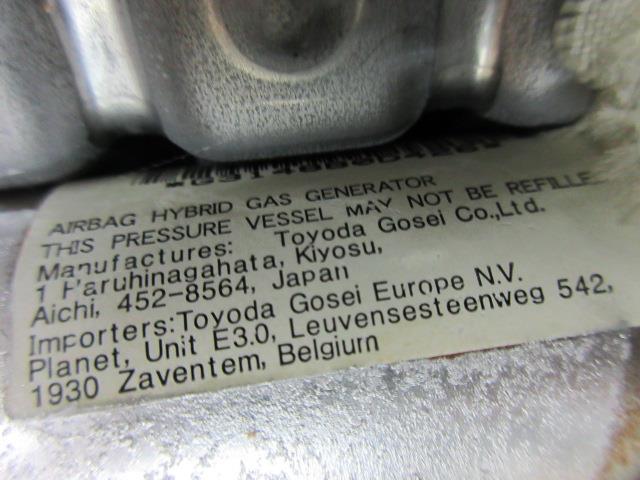 AIRBAG HYBRID GAS GENERATOR
THIS PRESSURE VESSEL MAY NOT BE REFILLE
Manufactures: Toyoda Gosei Co.,Ltd.
1 Haruhinagahata, Kiyosu,
Aichi, 452-8564, Japan
Importers:Toyoda Gosei Europe N.V.
Planet, Unit E3.0, Leuvensesteenweg 542,
1930 Zaventem, Belgium